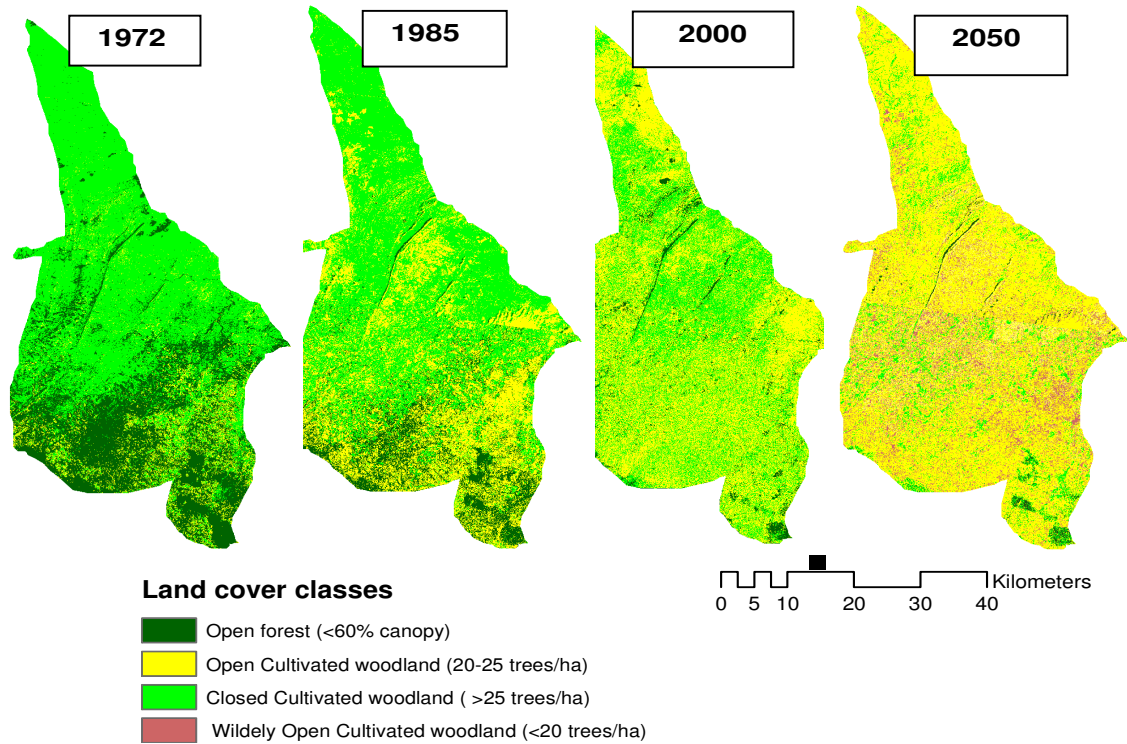 1972
1985
2000
2050
Kilometers
0 5 10 20 30 40
Land cover classes
Open forest (<60% canopy)
Open Cultivated woodland (20-25 trees/ha)
Closed Cultivated woodland ( >25 trees/ha)
Wildely Open Cultivated woodland (<20 trees/ha)